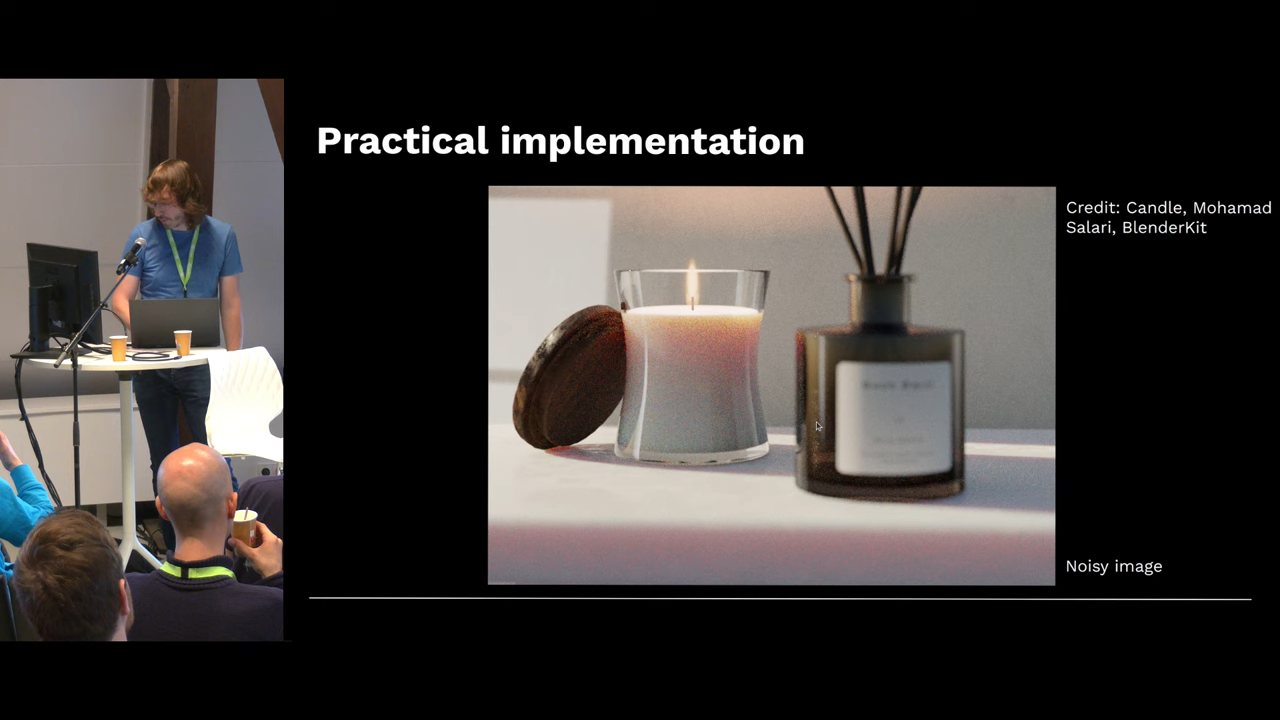 Practical implementation
Credit: Candle, Mohamad
Salari, BlenderKit
Noisy image